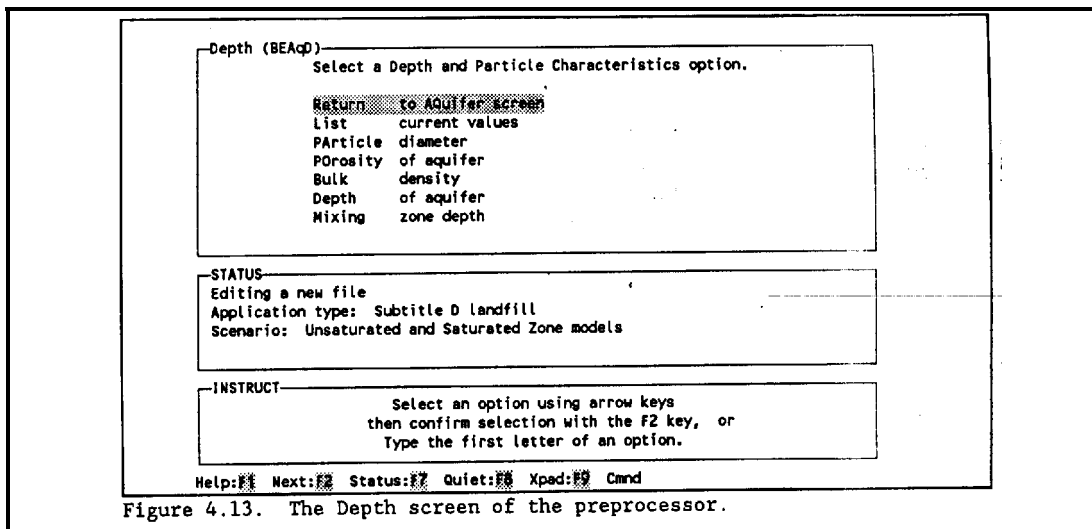 Depth (BEAqD)
Select a Depth and Particle Characteristics option.
Return to AQuifer screen
List current values
PArticle diameter
POrosity of aquifer
Bulk density
Depth of aquifer
Mixing zone depth
STATUS
Editing a new file
Application type: Subtitle D landfill
Scenario: Unsaturated and Saturated Zone models
INSTRUCT
Select an option using arrow keys
then confirm selection with the F2 key, or
Type the first letter of an option.
Help:F1 Next:F2 Status:F7 Quiet:F8 Xpad:F9 Cmnd
Figure 4.13. The Depth screen of the preprocessor.